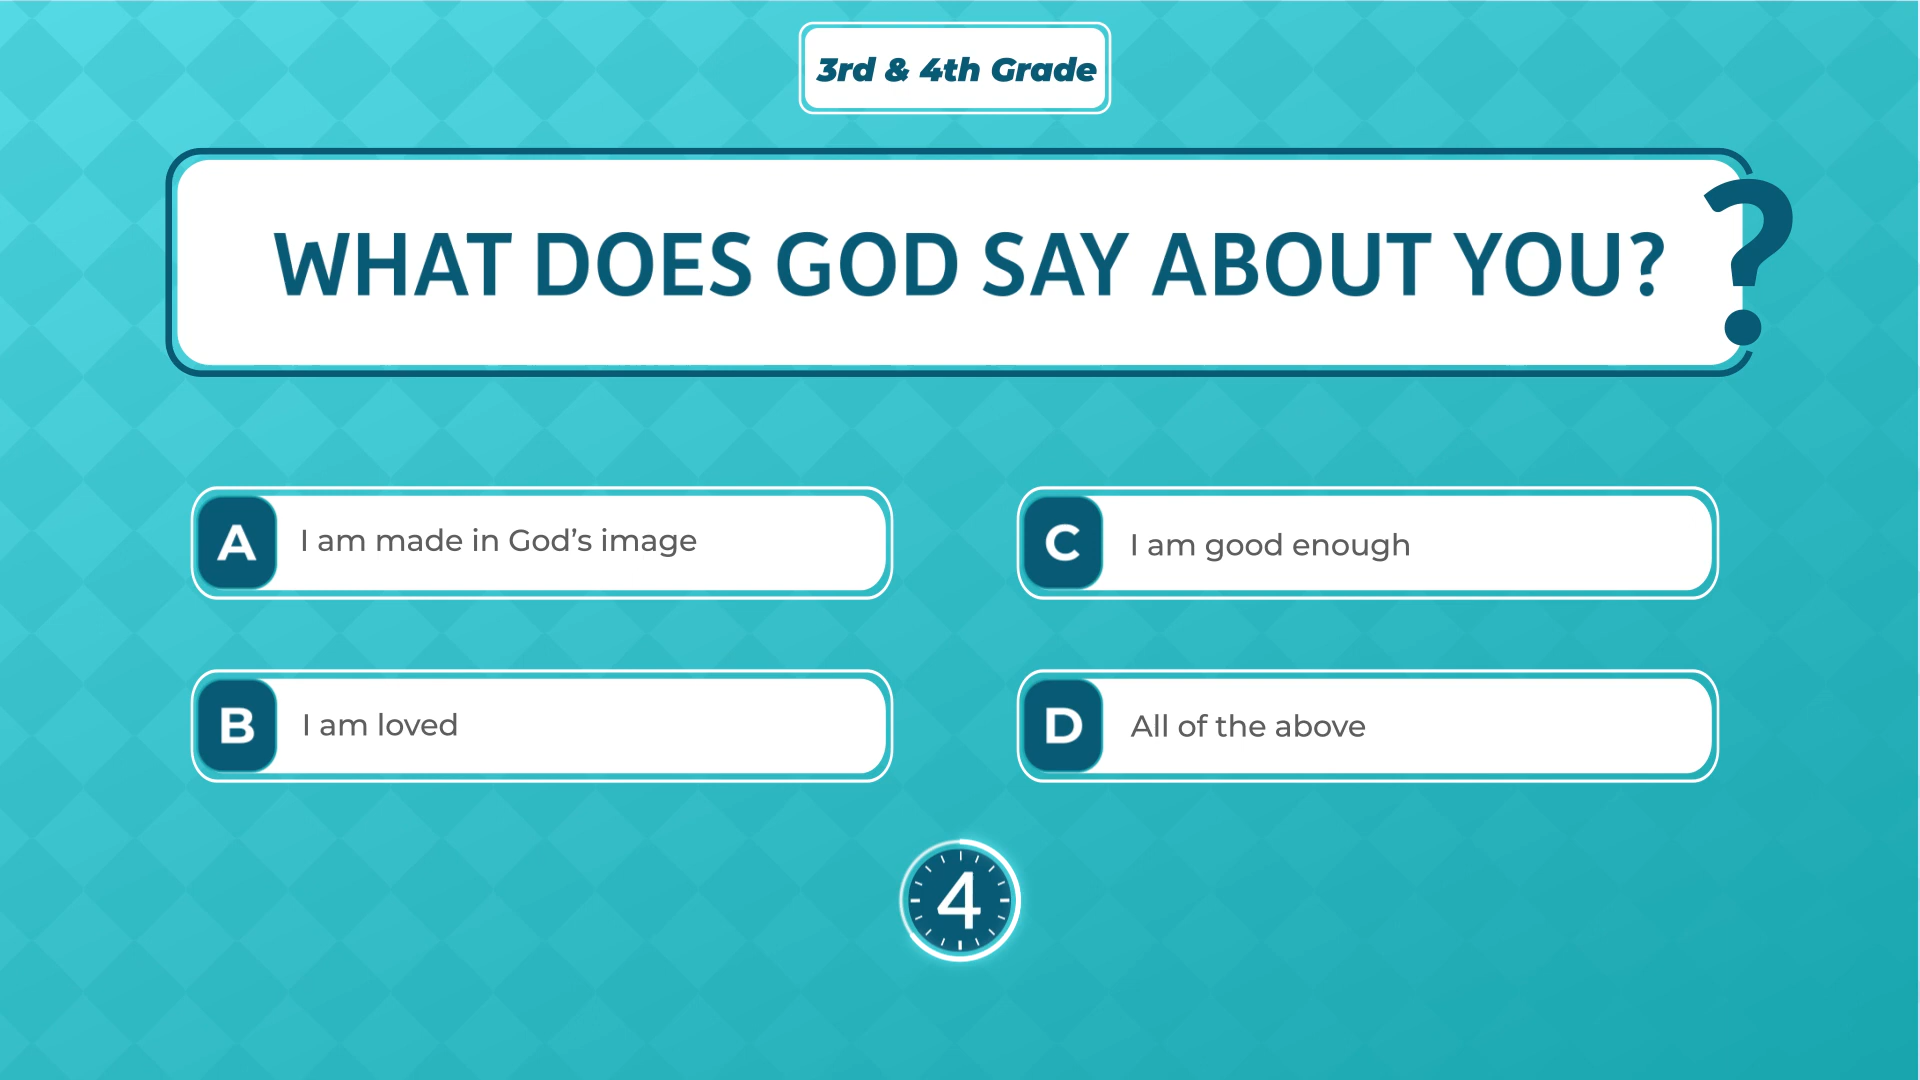 3rd & 4th Grade
WHAT DOES GOD SAY ABOUT YOU?
?
A I am made in God’s image
C I am good enough
B I am loved
D All of the above
4